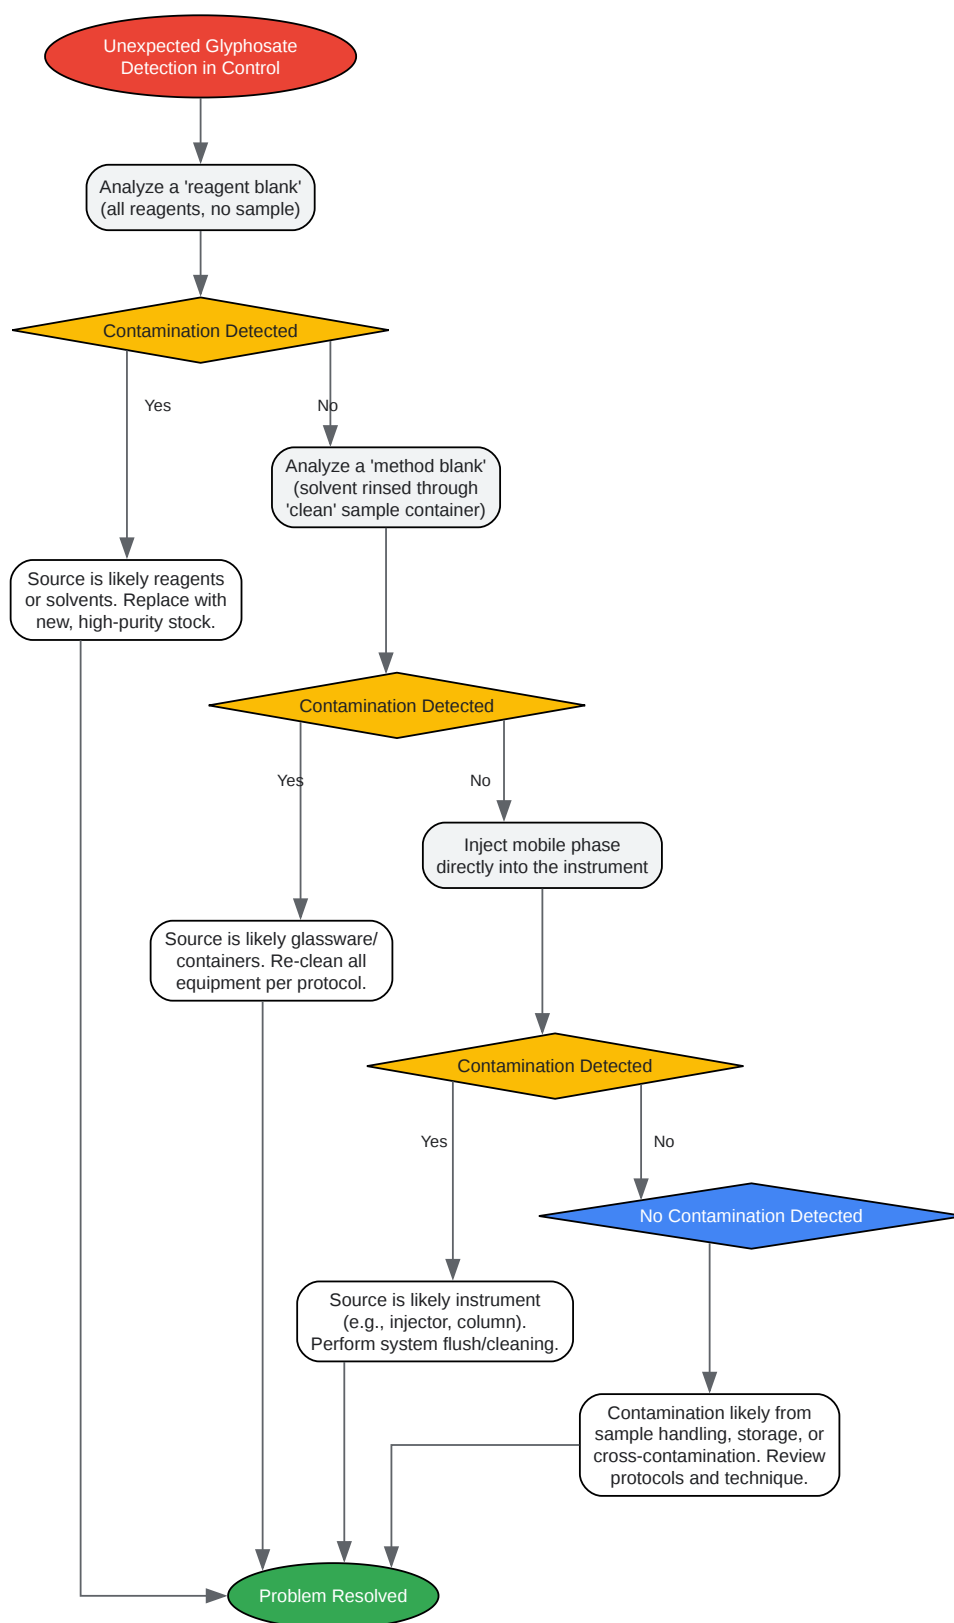 Unexpected Glyphosate
Detection in Control
Analyze a 'reagent blank'
(all reagents, no sample)
Contamination Detected
Yes
No
Analyze a 'method blank'
(solvent rinsed through
'clean' sample container)
Source is likely reagents
or solvents. Replace with
new, high-purity stock.
Contamination Detected
Yes
No
Inject mobile phase
directly into the instrument
Source is likely glassware/
containers. Re-clean all
equipment per protocol.
Contamination Detected
Yes
No
No Contamination Detected
Source is likely instrument
(e.g., injector, column).
Perform system flush/cleaning.
Contamination likely from
sample handling, storage, or
cross-contamination. Review
protocols and technique.
Problem Resolved